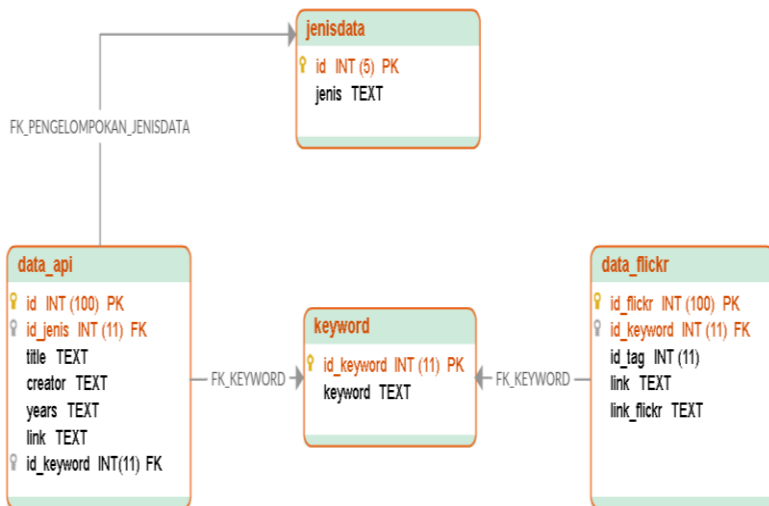 jenisdata
id INT (5) PK
jenis TEXT
FK_PENGELOMPOKAN_JENISDATA
data_api
id INT (100) PK
id_jenis INT (11) FK
title TEXT
creator TEXT
years TEXT
link TEXT
id_keyword INT(11) FK
FK_KEYWORD
keyword
id_keyword INT (11) PK
keyword TEXT
FK_KEYWORD
data_flickr
id_flickr INT (100) PK
id_keyword INT (11) FK
id_tag INT (11)
link TEXT
link_flickr TEXT